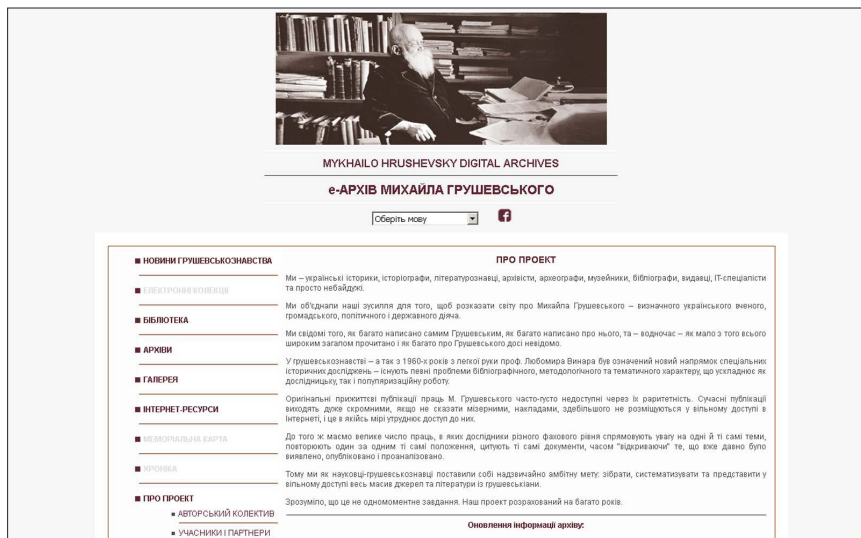 MYKHAILO HRUSHEVSKY DIGITAL ARCHIVES
е-АРХІВ МИХАЙЛА ГРУШЕВСЬКОГО
Оберіть мову
НОВИНИ ГРУШЕВСЬКОЗНАВСТВА
ЕЛЕКТРОННІ КОЛЕКЦІЇ
БІБЛІОТЕКА
АРХІВИ
ГАЛЕРЕЯ
ІНТЕРНЕТ-РЕСУРСИ
МЕМОРІАЛЬНА КАРТА
ХРОНІКА
ПРО ПРОЕКТ
АВТОРСЬКИЙ КОЛЕКТИВ
УЧАСНИКИ І ПАРТНЕРИ
ПРО ПРОЕКТ
Ми – українські історики, історіографи, літературознавці, архівісти, археографи, музейники, бібліографи, видавці, ІТ-спеціалісти
та просто небайдужі.
Ми об'єднали наші зусилля для того, щоб розказати світу про Михайла Грушевського – визначного українського вченого,
громадського, політичного і державного діяча.
Ми свідомі того, як багато написано самим Грушевським, як багато написано про нього, та – водночас – як мало з того всього
широким загалом прочитано і як багато про Грушевського досі невідомо.
У грушевськознавстві – а так з 1960-х років з легкої руки проф. Любомира Винара був означений новий напрямок спеціальних
історичних досліджень – існують певні проблеми бібліографічного, методологічного та тематичного характеру, що ускладнює як
дослідницьку, так і популяризаційну роботу.
Оригінальні прижиттєві публікації праць М. Грушевського часто-густо недоступні через їх раритетність. Сучасні публікації
виходять дуже скромними, якщо не сказати мізерними, накладами, здебільшого не розміщуються у вільному доступі в
Інтернеті, і це в якійсь мірі утруднює доступ до них.
До того ж маємо велике число праць, в яких дослідники різного фахового рівня спрямовують увагу на одні й ті самі теми,
повторюють один за одним ті самі положення, цитують ті самі документи, часом "відкриваючи" те, що вже давно було
виявлено, опубліковано і проаналізовано.
Тому ми як науковці-грушевськознавці поставили собі надзвичайно амбітну мету: зібрати, систематизувати та представити у
вільному доступі весь масив джерел та літератури із грушевськіани.
Зрозуміло, що це не одномоментне завдання. Наш проект розрахований на багато років.
Оновлення інформації архіву: